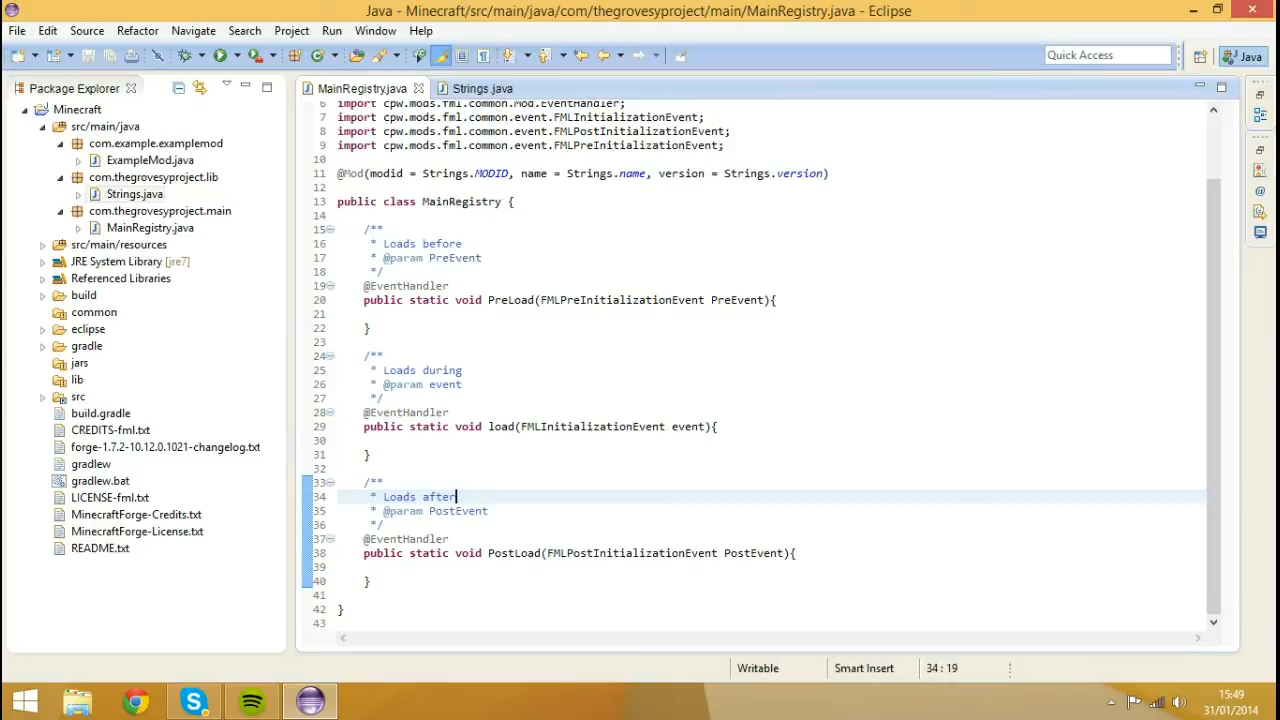 Java - Minecraft/src/main/java/com/thegrovesyproject/main/MainRegistry.java - Eclipse
File Edit Source Refactor Navigate Search Project Run Window Help
Quick Access
Java
Package Explorer
Minecraft
src/main/java
com.example.examplemod
ExampleMod.java
com.thegrovesyproject.lib
Strings.java
com.thegrovesyproject.main
MainRegistry.java
src/main/resources
JRE System Library [jre7]
Referenced Libraries
build
common
eclipse
gradle
jars
lib
src
build.gradle
CREDITS-fml.txt
forge-1.7.2-10.12.0.1021-changelog.txt
gradlew
gradlew.bat
LICENSE-fml.txt
MinecraftForge-Credits.txt
MinecraftForge-License.txt
README.txt
MainRegistry.java Strings.java
6 import cpw.mods.fml.common.Mod.EventHandler;
7 import cpw.mods.fml.common.event.FMLInitializationEvent;
8 import cpw.mods.fml.common.event.FMLPostInitializationEvent;
9 import cpw.mods.fml.common.event.FMLPreInitializationEvent;
10
11 @Mod(modid = Strings.MODID, name = Strings.name, version = Strings.version)
12
13 public class MainRegistry {
14
15 /**
16 * Loads before
17 * @param PreEvent
18 */
19 @EventHandler
20 public static void PreLoad(FMLPreInitializationEvent PreEvent){
21
22 }
23
24 /**
25 * Loads during
26 * @param event
27 */
28 @EventHandler
29 public static void load(FMLInitializationEvent event){
30
31 }
32
33 /**
34 * Loads after
35 * @param PostEvent
36 */
37 @EventHandler
38 public static void PostLoad(FMLPostInitializationEvent PostEvent){
39
40 }
41
42 }
43
Writable Smart Insert 34 : 19
15:49
31/01/2014